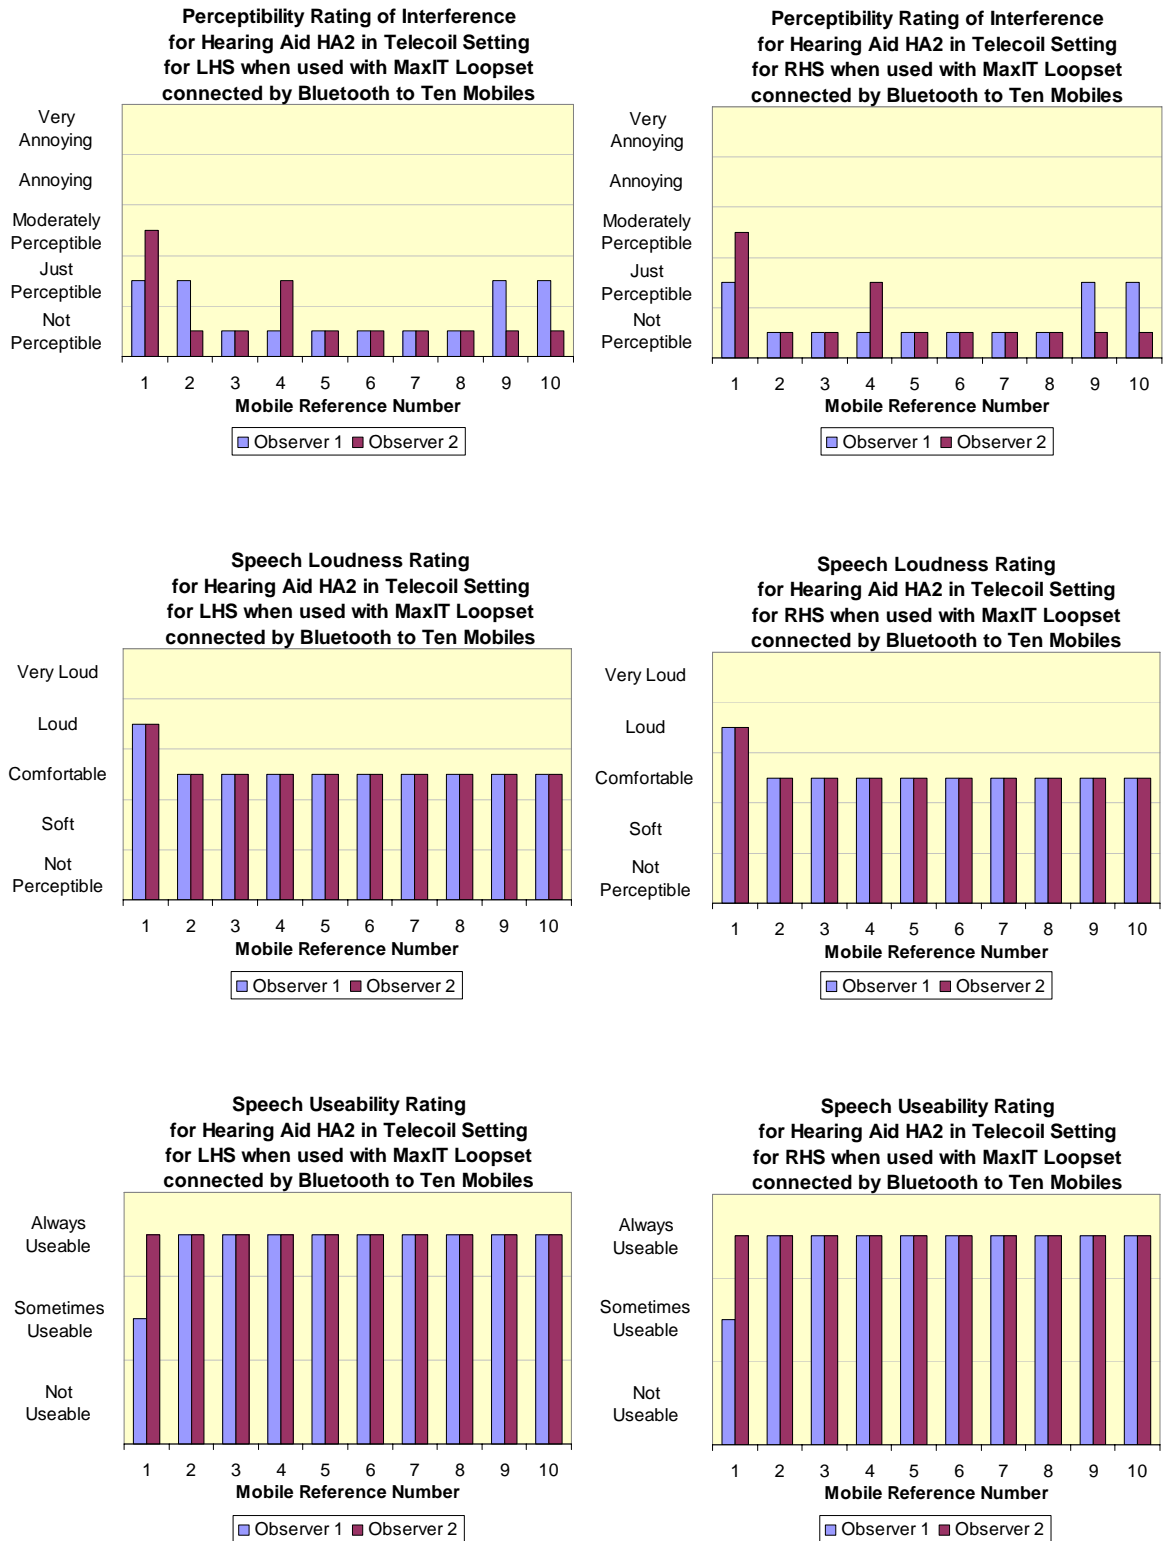 Perceptibility Rating of Interference
for Hearing Aid HA2 in Telecoil Setting
for LHS when used with MaxIT Loopset
connected by Bluetooth to Ten Mobiles
Very
Annoying
Annoying
Moderately
Perceptible
Just
Perceptible
Not
Perceptible
1 2 3 4 5 6 7 8 9 10
Mobile Reference Number
Observer 1 Observer 2
Perceptibility Rating of Interference
for Hearing Aid HA2 in Telecoil Setting
for RHS when used with MaxIT Loopset
connected by Bluetooth to Ten Mobiles
Very
Annoying
Annoying
Moderately
Perceptible
Just
Perceptible
Not
Perceptible
1 2 3 4 5 6 7 8 9 10
Mobile Reference Number
Observer 1 Observer 2
Speech Loudness Rating
for Hearing Aid HA2 in Telecoil Setting
for LHS when used with MaxIT Loopset
connected by Bluetooth to Ten Mobiles
Very Loud
Loud
Comfortable
Soft
Not
Perceptible
1 2 3 4 5 6 7 8 9 10
Mobile Reference Number
Observer 1 Observer 2
Speech Loudness Rating
for Hearing Aid HA2 in Telecoil Setting
for RHS when used with MaxIT Loopset
connected by Bluetooth to Ten Mobiles
Very Loud
Loud
Comfortable
Soft
Not
Perceptible
1 2 3 4 5 6 7 8 9 10
Mobile Reference Number
Observer 1 Observer 2
Speech Useability Rating
for Hearing Aid HA2 in Telecoil Setting
for LHS when used with MaxIT Loopset
connected by Bluetooth to Ten Mobiles
Always
Useable
Sometimes
Useable
Not
Useable
1 2 3 4 5 6 7 8 9 10
Mobile Reference Number
Observer 1 Observer 2
Speech Useability Rating
for Hearing Aid HA2 in Telecoil Setting
for RHS when used with MaxIT Loopset
connected by Bluetooth to Ten Mobiles
Always
Useable
Sometimes
Useable
Not
Useable
1 2 3 4 5 6 7 8 9 10
Mobile Reference Number
Observer 1 Observer 2